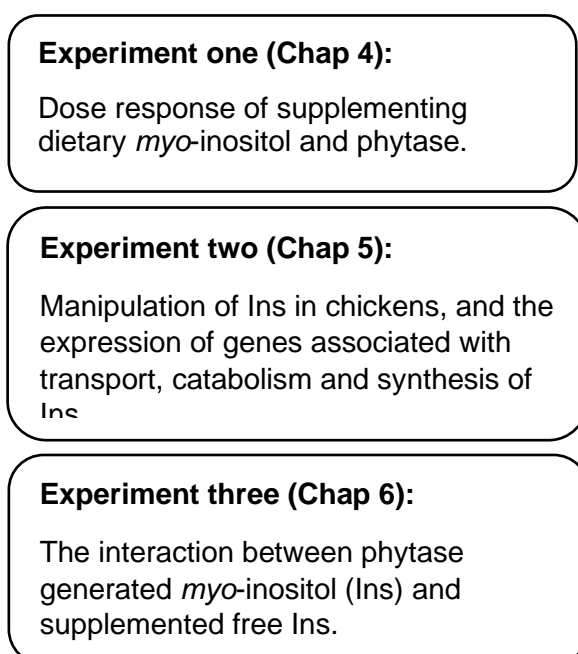 Experiment one (Chap 4):
Dose response of supplementing
dietary myo-inositol and phytase.
Experiment two (Chap 5):
Manipulation of Ins in chickens, and the
expression of genes associated with
transport, catabolism and synthesis of
Ins
Experiment three (Chap 6):
The interaction between phytase
generated myo-inositol (Ins) and
supplemented free Ins.